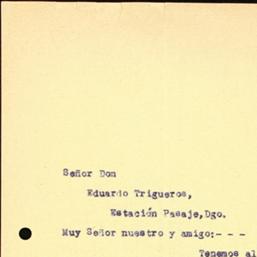 Señor Don
Eduardo Trigueros,
Estación Pasaje,Dgo.
Muy Señor nuestro y amigo:- - -
Tenemos al